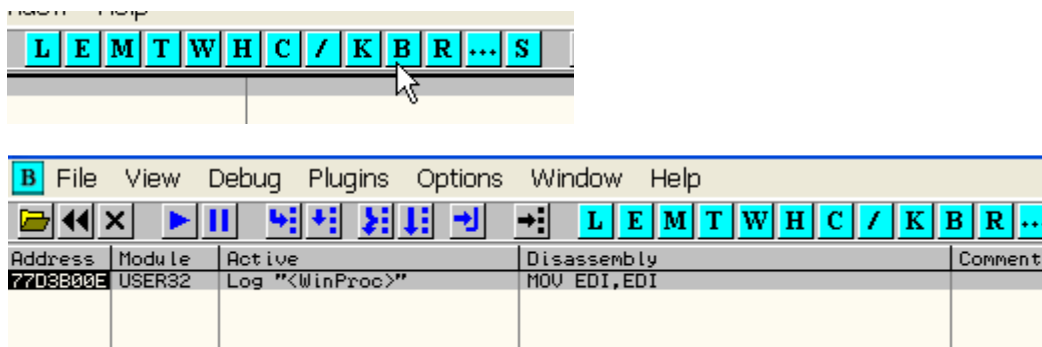 Help
L E M T W H C / K B R ... S
B File View Debug Plugins Options Window Help
L E M T W H C / K B R ..
Address Module Active Disassembly Comment
77D3B00E USER32 Log "<WinProc>" MOV EDI,EDI